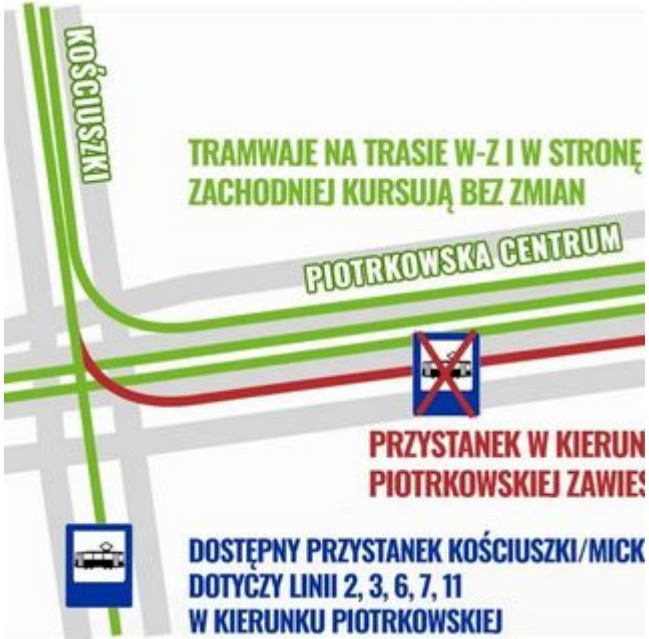 KOŚCIUSZKI
TRAMWAJE NA TRASIE W-Z I W STRONĘ
ZACHODNIEJ KURSUJĄ BEZ ZMIAN
PIOTRKOWSKA CENTRUM
PRZYSTANEK W KIERUN
PIOTRKOWSKIEJ ZAWIES
DOSTĘPNY PRZYSTANEK KOŚCIUSZKI/MICK
DOTYCZY LINII 2, 3, 6, 7, 11
W KIERUNKU PIOTRKOWSKIEJ